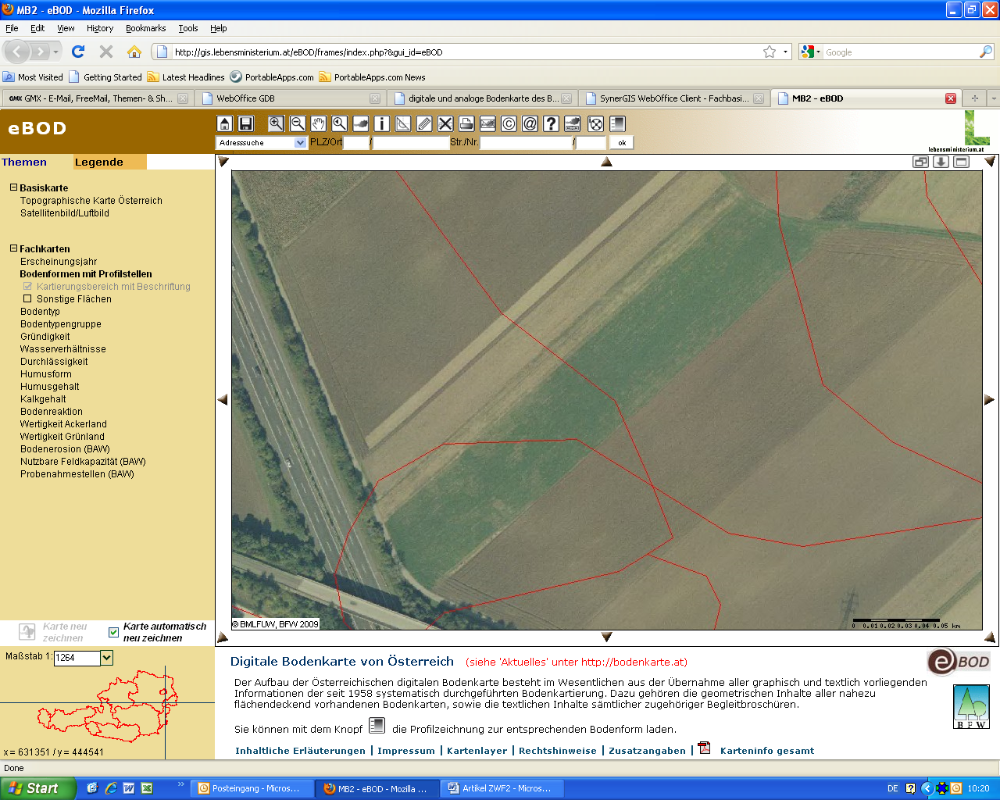 MB2 - eBOD - Mozilla Firefox
File Edit View History Bookmarks Tools Help
http://gis.lebensministerium.at/eBOD/frames/index.php?&gui_id=eBOD
Google
Most Visited Getting Started Latest Headlines PortableApps.com PortableApps.com News
GMX GMX - E-Mail, FreeMail, Themen- & Sh... WebOffice GDB digitale und analoge Bodenkarte des B... SynerGIS WebOffice Client - Fachbasi... MB2 - eBOD
eBOD
Adresssuche PLZ/Ort / Str./Nr. / ok
lebensministerium.at
Themen Legende
Basiskarte
Topographische Karte Österreich
Satellitenbild/Luftbild
Fachkarten
Erscheinungsjahr
Bodenformen mit Profilstellen
Kartierungsbereich mit Beschriftung
Sonstige Flächen
Bodentyp
Bodentypengruppe
Gründigkeit
Wasserverhältnisse
Durchlässigkeit
Humusform
Humusgehalt
Kalkgehalt
Bodenreaktion
Wertigkeit Ackerland
Wertigkeit Grünland
Bodenerosion (BAW)
Nutzbare Feldkapazität (BAW)
Probenahmestellen (BAW)
Karte neu zeichnen
Karte automatisch neu zeichnen
© BMLFUW, BFW 2009
0 0.01 0.02 0.03 0.04 0.05 km
Maßstab 1: 1264
x = 631351 / y = 444541
Digitale Bodenkarte von Österreich (siehe 'Aktuelles' unter http://bodenkarte.at)
eBOD
Der Aufbau der Österreichischen digitalen Bodenkarte besteht im Wesentlichen aus der Übernahme aller graphisch und textlich vorliegenden
Informationen der seit 1958 systematisch durchgeführten Bodenkartierung. Dazu gehören die geometrischen Inhalte aller nahezu
flächendeckend vorhandenen Bodenkarten, sowie die textlichen Inhalte sämtlicher zugehöriger Begleitbroschüren.
BFW
Sie können mit dem Knopf die Profilzeichnung zur entsprechenden Bodenform laden.
Inhaltliche Erläuterungen | Impressum | Kartenlayer | Rechtshinweise | Zusatzangaben | Karteninfo gesamt
Done
Start Posteingang - Micros... MB2 - eBOD - Mozilla ... Artikel ZWF2 - Micros... DE 10:20